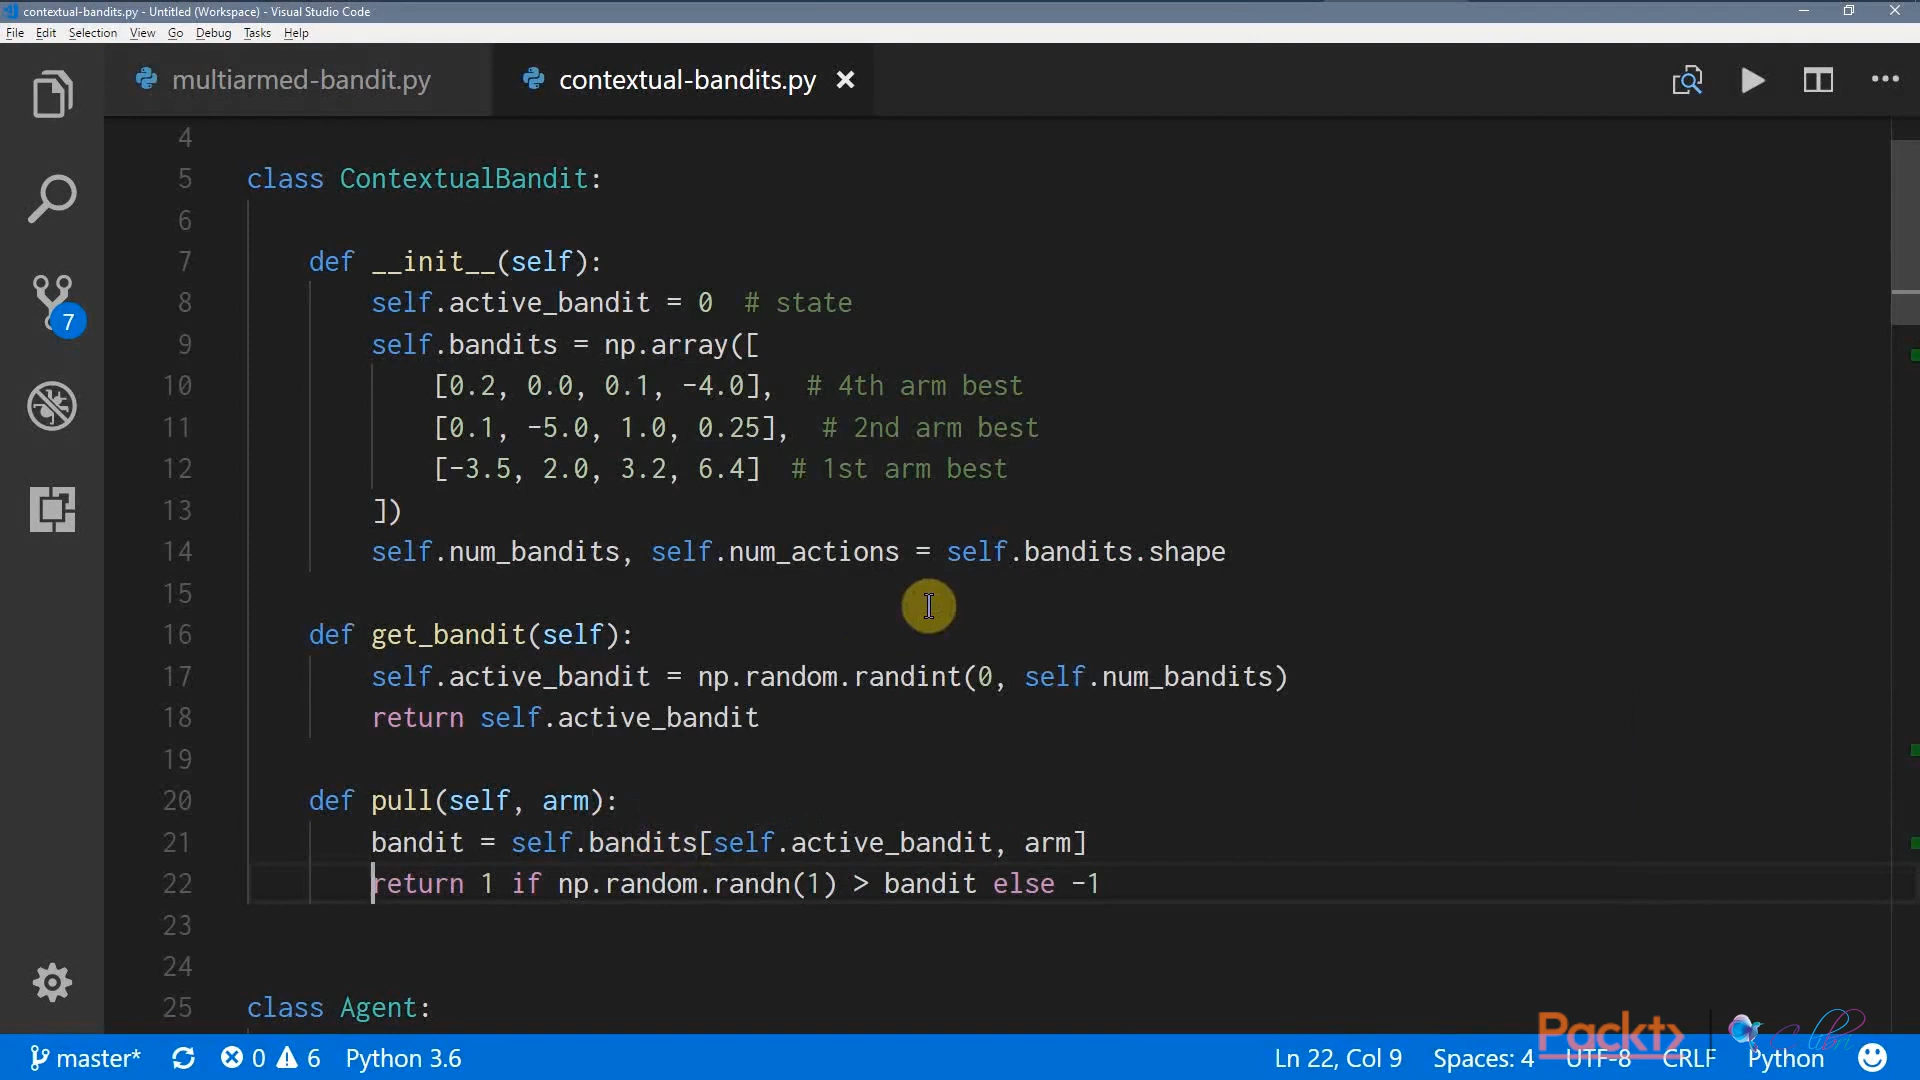 contextual-bandits.py - Untitled (Workspace) - Visual Studio Code
File Edit Selection View Go Debug Tasks Help
multiarmed-bandit.py contextual-bandits.py
4
5 class ContextualBandit:
6
7 def __init__(self):
8 self.active_bandit = 0 # state
9 self.bandits = np.array([
10 [0.2, 0.0, 0.1, -4.0], # 4th arm best
11 [0.1, -5.0, 1.0, 0.25], # 2nd arm best
12 [-3.5, 2.0, 3.2, 6.4] # 1st arm best
13 ])
14 self.num_bandits, self.num_actions = self.bandits.shape
15
16 def get_bandit(self):
17 self.active_bandit = np.random.randint(0, self.num_bandits)
18 return self.active_bandit
19
20 def pull(self, arm):
21 bandit = self.bandits[self.active_bandit, arm]
22 return 1 if np.random.randn(1) > bandit else -1
23
24
25 class Agent:
7
Packt>
master* 0 6 Python 3.6 Ln 22, Col 9 Spaces: 4 UTF-8 CRLF Python